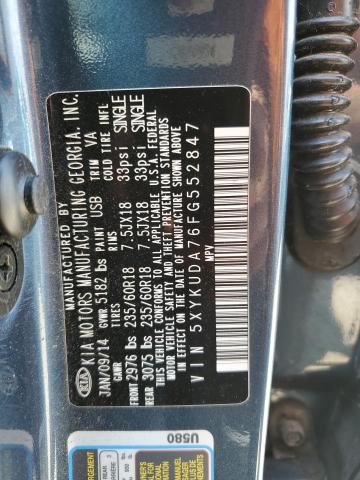 MANUFACTURED BY
KIA KIA MOTORS MANUFACTURING GEORGIA, INC.
JAN/09/14 GVWR 5182 lbs PAINT U5B TRIM VA
GAWR TIRES RIMS COLD TIRE INFL
FRONT 2976 lbs 235/60R18 7.5JX18 33psi SINGLE
REAR 3075 lbs 235/60R18 7.5JX18 33psi SINGLE
THIS VEHICLE CONFORMS TO ALL APPLICABLE U.S.A. FEDERAL
MOTOR VEHICLE SAFETY AND THEFT PREVENTION STANDARDS
IN EFFECT ON THE DATE OF MANUFACTURE SHOWN ABOVE
VIN 5XYKUDA76FG552847
MPV
U580